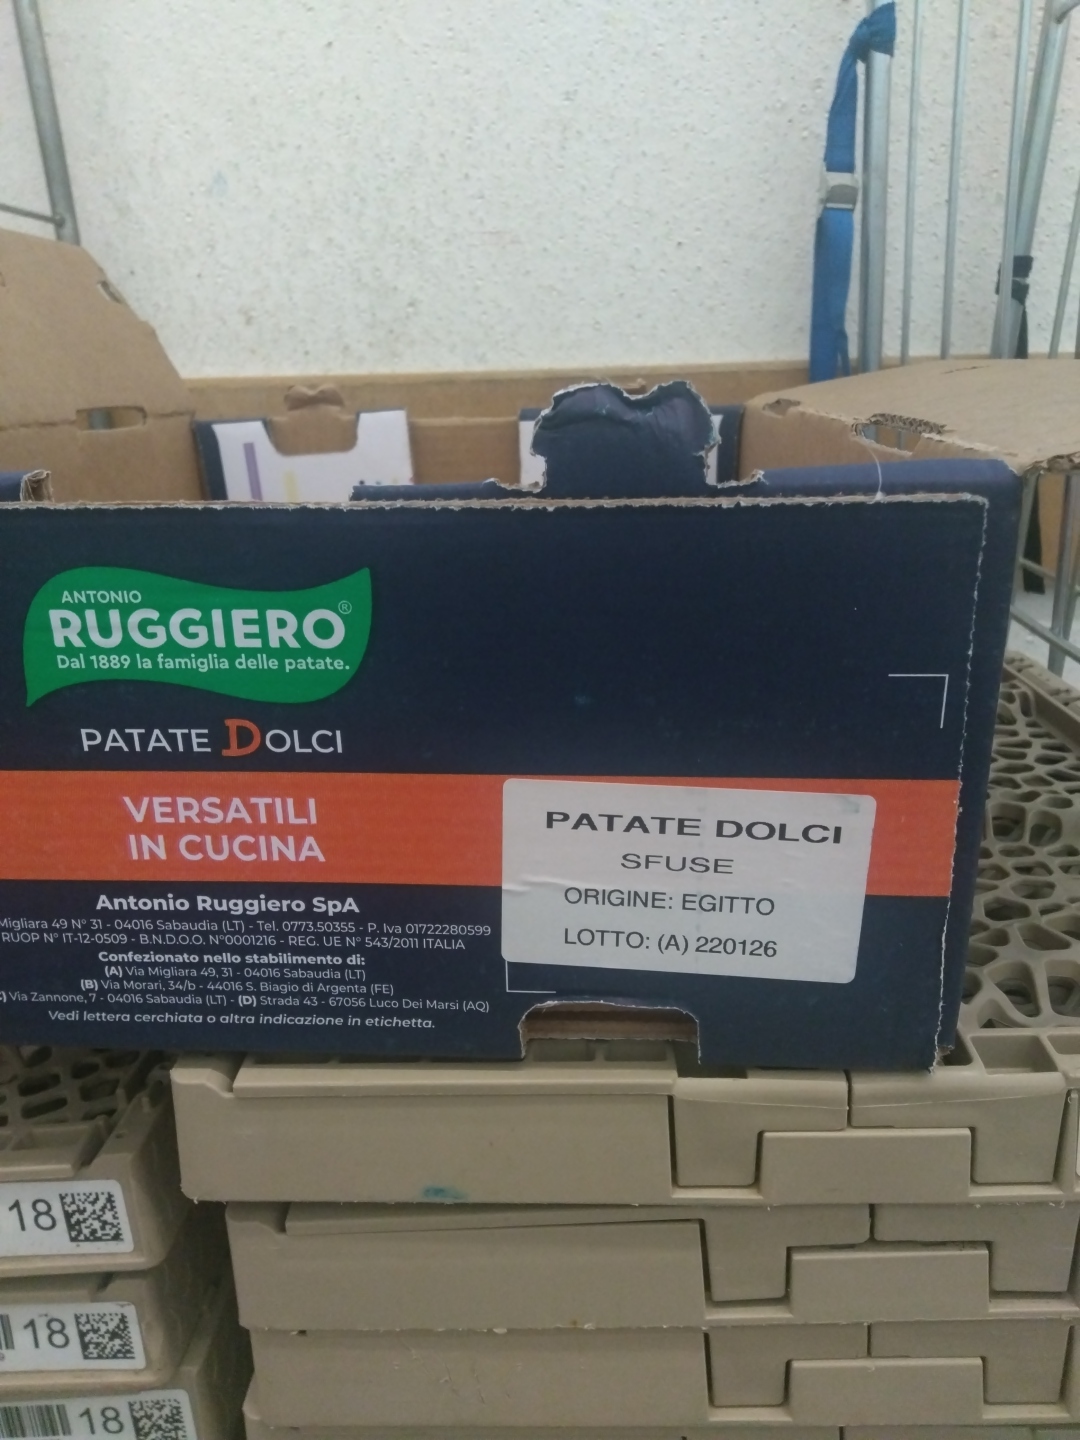 ANTONIO
RUGGIERO®
Dal 1889 la famiglia delle patate.
PATATE DOLCI
VERSATILI
IN CUCINA
Antonio Ruggiero SpA
Migliara 49 N° 31 - 04016 Sabaudia (LT) - Tel. 0773.50355 - P. Iva 01722280599
RUOP N° IT-12-0509 - B.N.D.O.O. N°0001216 - REG. UE N° 543/2011 ITALIA
Confezionato nello stabilimento di:
(A) Via Migliara 49, 31 - 04016 Sabaudia (LT)
(B) Via Morari, 34/b - 44016 S. Biagio di Argenta (FE)
) Via Zannone, 7 - 04016 Sabaudia (LT) - (D) Strada 43 - 67056 Luco Dei Marsi (AQ)
Vedi lettera cerchiata o altra indicazione in etichetta.
PATATE DOLCI
SFUSE
ORIGINE: EGITTO
LOTTO: (A) 220126
18
18
18